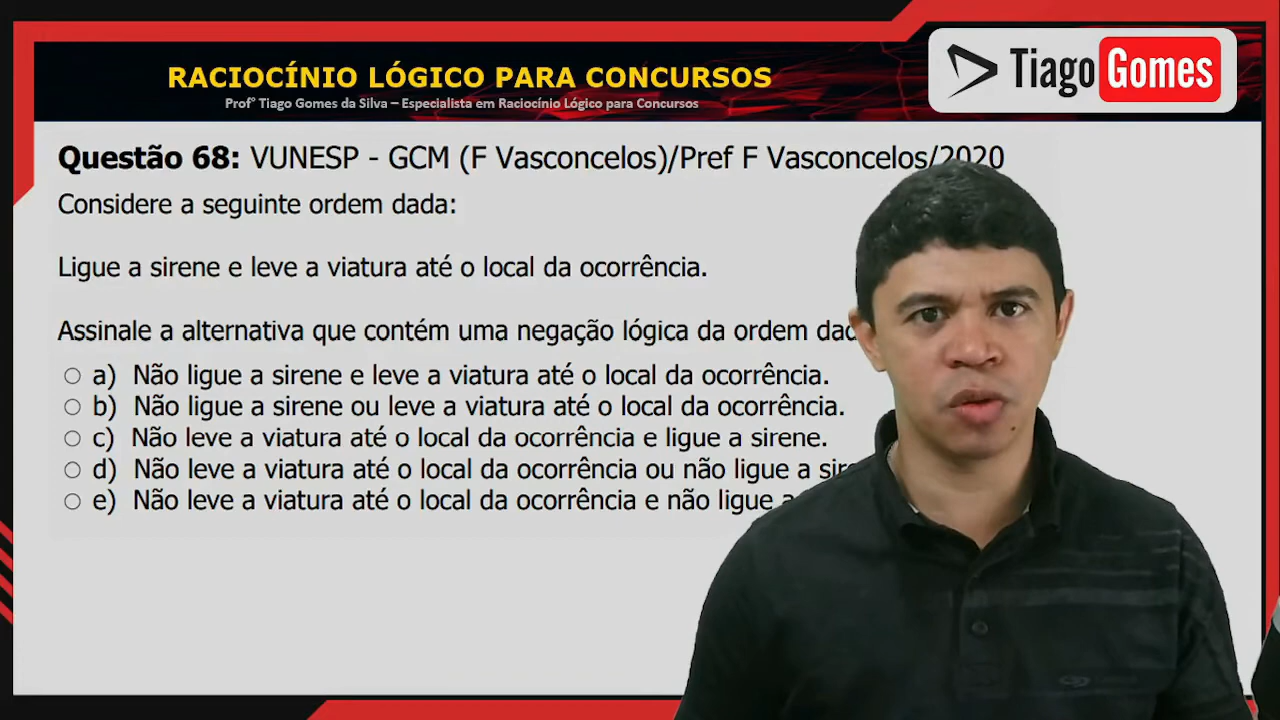 RACIOCÍNIO LÓGICO PARA CONCURSOS
Profº Tiago Gomes da Silva – Especialista em Raciocínio Lógico para Concursos
Tiago Gomes
Questão 68: VUNESP - GCM (F Vasconcelos)/Pref F Vasconcelos/2020
Considere a seguinte ordem dada:
Ligue a sirene e leve a viatura até o local da ocorrência.
Assinale a alternativa que contém uma negação lógica da ordem
a) Não ligue a sirene e leve a viatura até o local da ocorrência.
b) Não ligue a sirene ou leve a viatura até o local da ocorrência.
c) Não leve a viatura até o local da ocorrência e ligue a sirene.
d) Não leve a viatura até o local da ocorrência ou não ligue a
e) Não leve a viatura até o local da ocorrência e não ligue a